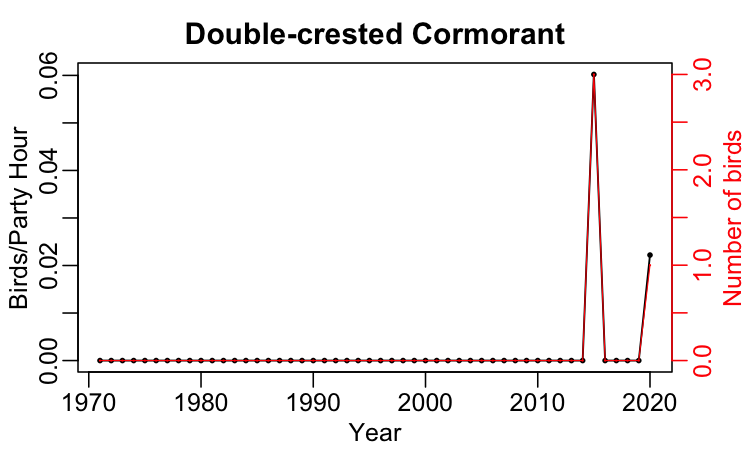 Double-crested Cormorant
Birds/Party Hour
0.00 0.02 0.04 0.06
Number of birds
0.0 1.0 2.0 3.0
1970 1980 1990 2000 2010 2020
Year